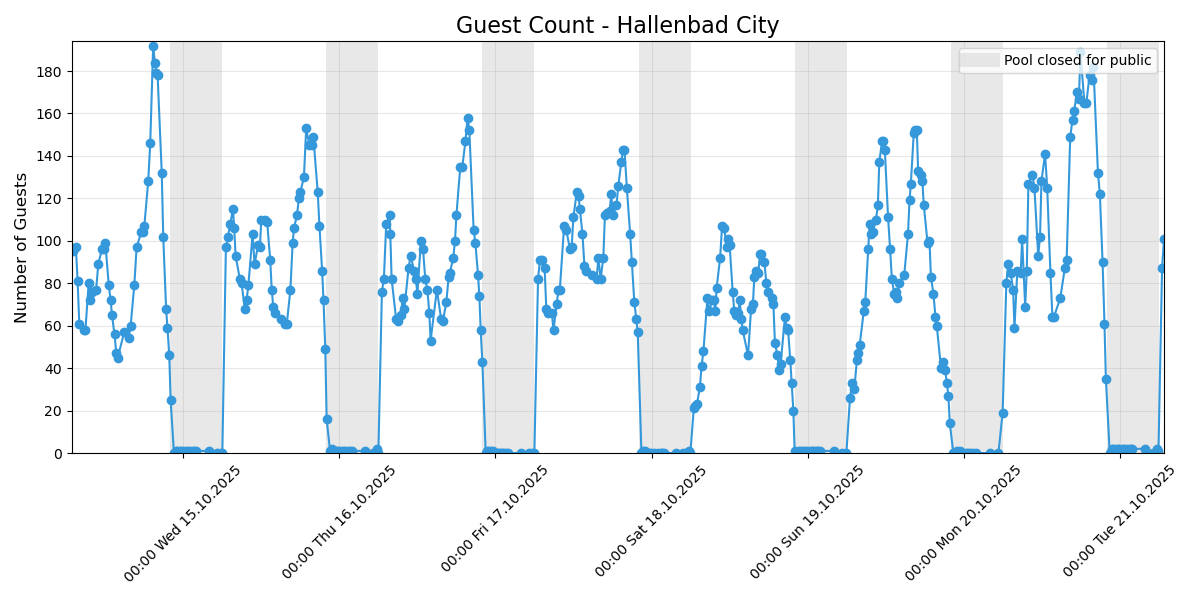 Guest Count - Hallenbad City
Pool closed for public
Number of Guests
180
160
140
120
100
80
60
40
20
0
00:00 Wed 15.10.2025
00:00 Thu 16.10.2025
00:00 Fri 17.10.2025
00:00 Sat 18.10.2025
00:00 Sun 19.10.2025
00:00 Mon 20.10.2025
00:00 Tue 21.10.2025